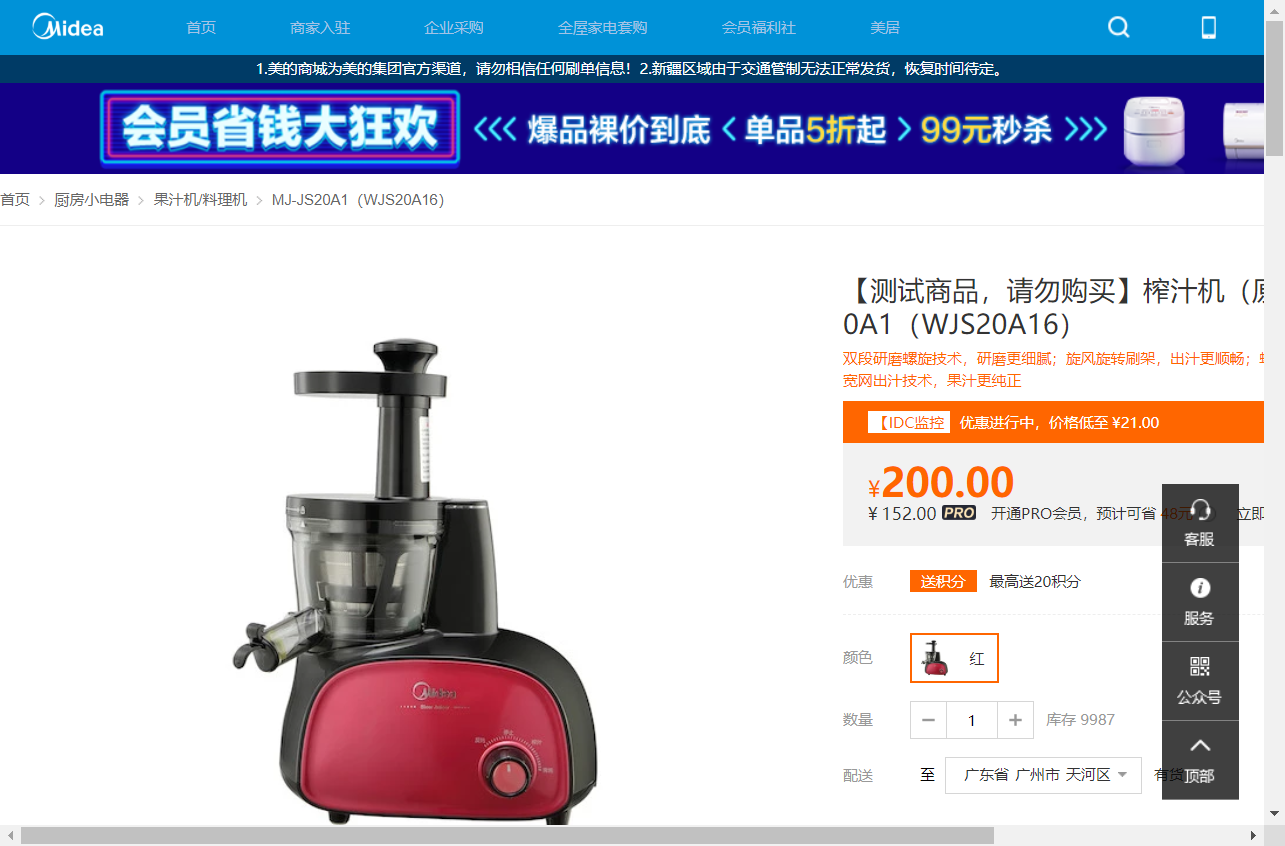 Midea 首页 商家入驻 企业采购 全屋家电套购 会员福利社 美居
1.美的商城为美的集团官方渠道，请勿相信任何刷单信息！2.新疆区域由于交通管制无法正常发货，恢复时间待定。
会员省钱大狂欢 <<< 爆品裸价到底 < 单品5折起 > 99元秒杀 >>>
首页 > 厨房小电器 > 果汁机/料理机 > MJ-JS20A1（WJS20A16）
【测试商品，请勿购买】榨汁机（
0A1（WJS20A16）
双段研磨螺旋技术，研磨更细腻；旋风旋转刷架，出汁更顺畅；
宽网出汁技术，果汁更纯正
【IDC监控 优惠进行中，价格低至 ¥21.00
¥200.00
¥ 152.00 PRO 开通PRO会员，预计可省 48元 立即
客服
优惠 送积分 最高送20积分
服务
颜色 红
公众号
Midea
数量 1 库存 9987
配送 至 广东省 广州市 天河区 有货
顶部